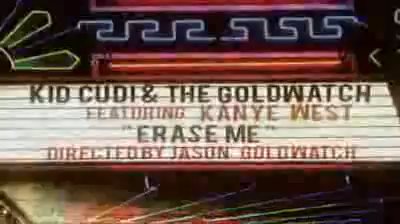 KID CUDI & THE GOLDWATCH
FEATURING KANYE WEST
"ERASE ME"
DIRECTED BY JASON GOLDWATCH